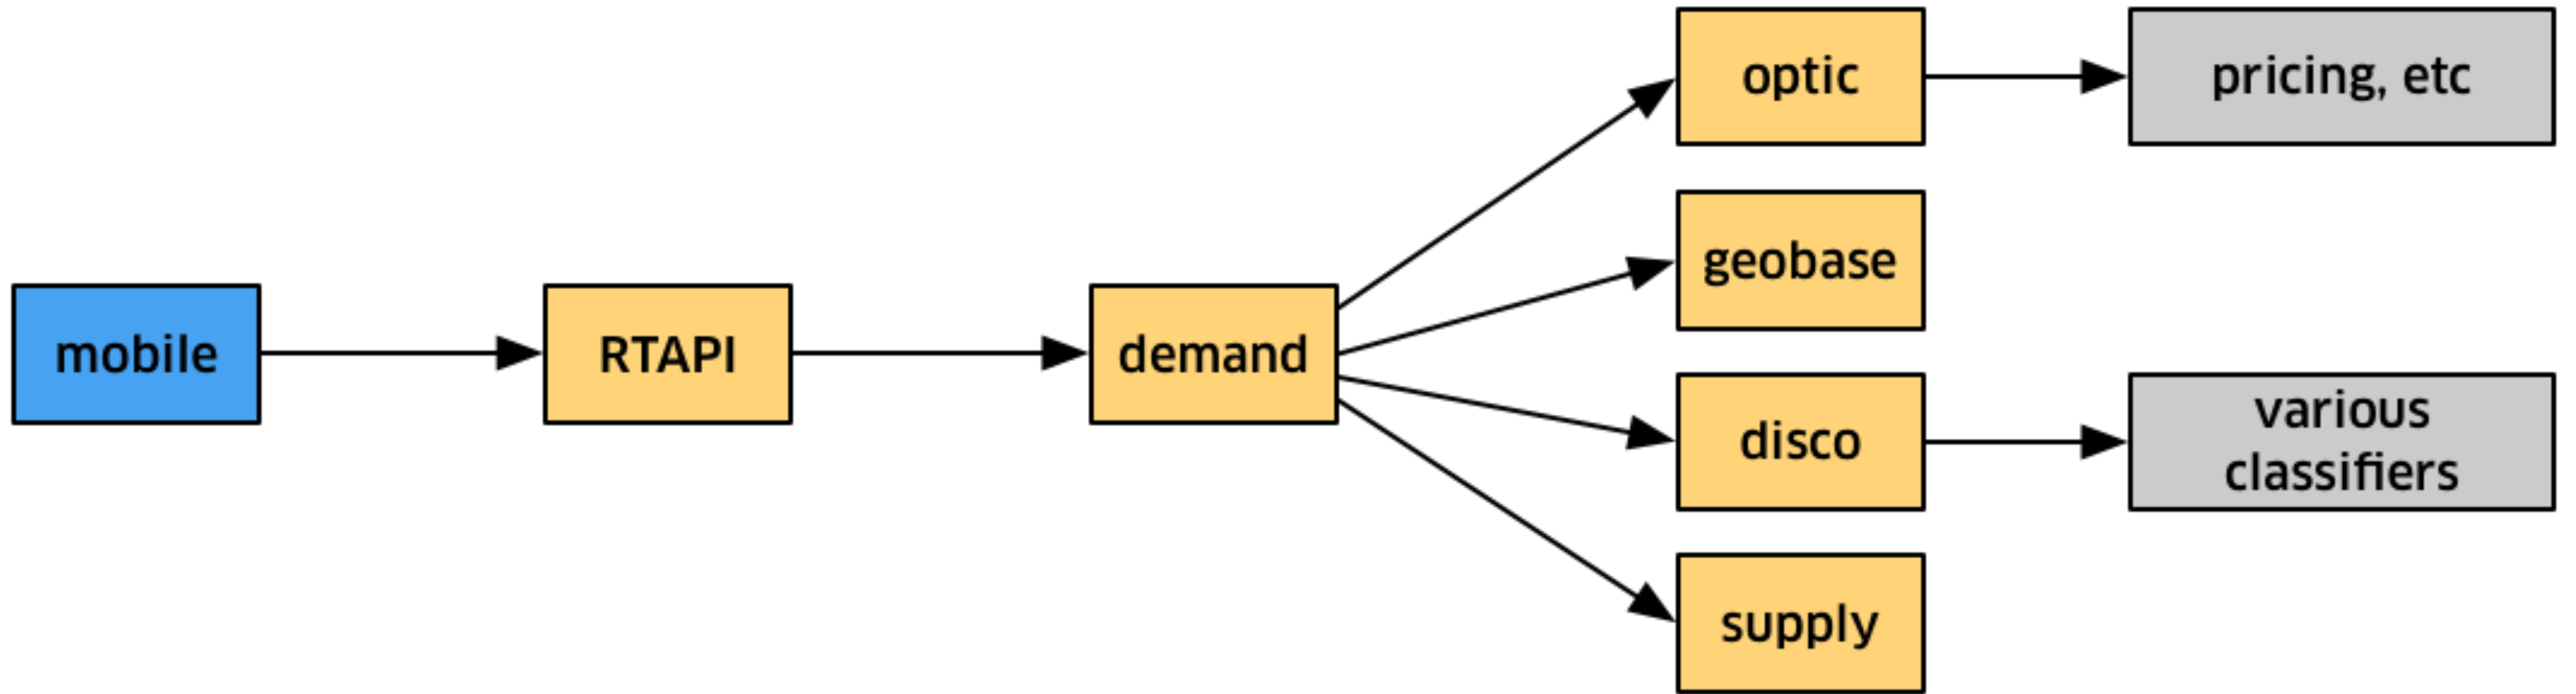 mobile
RTAPI
demand
optic
pricing, etc
geobase
disco
various
classifiers
supply